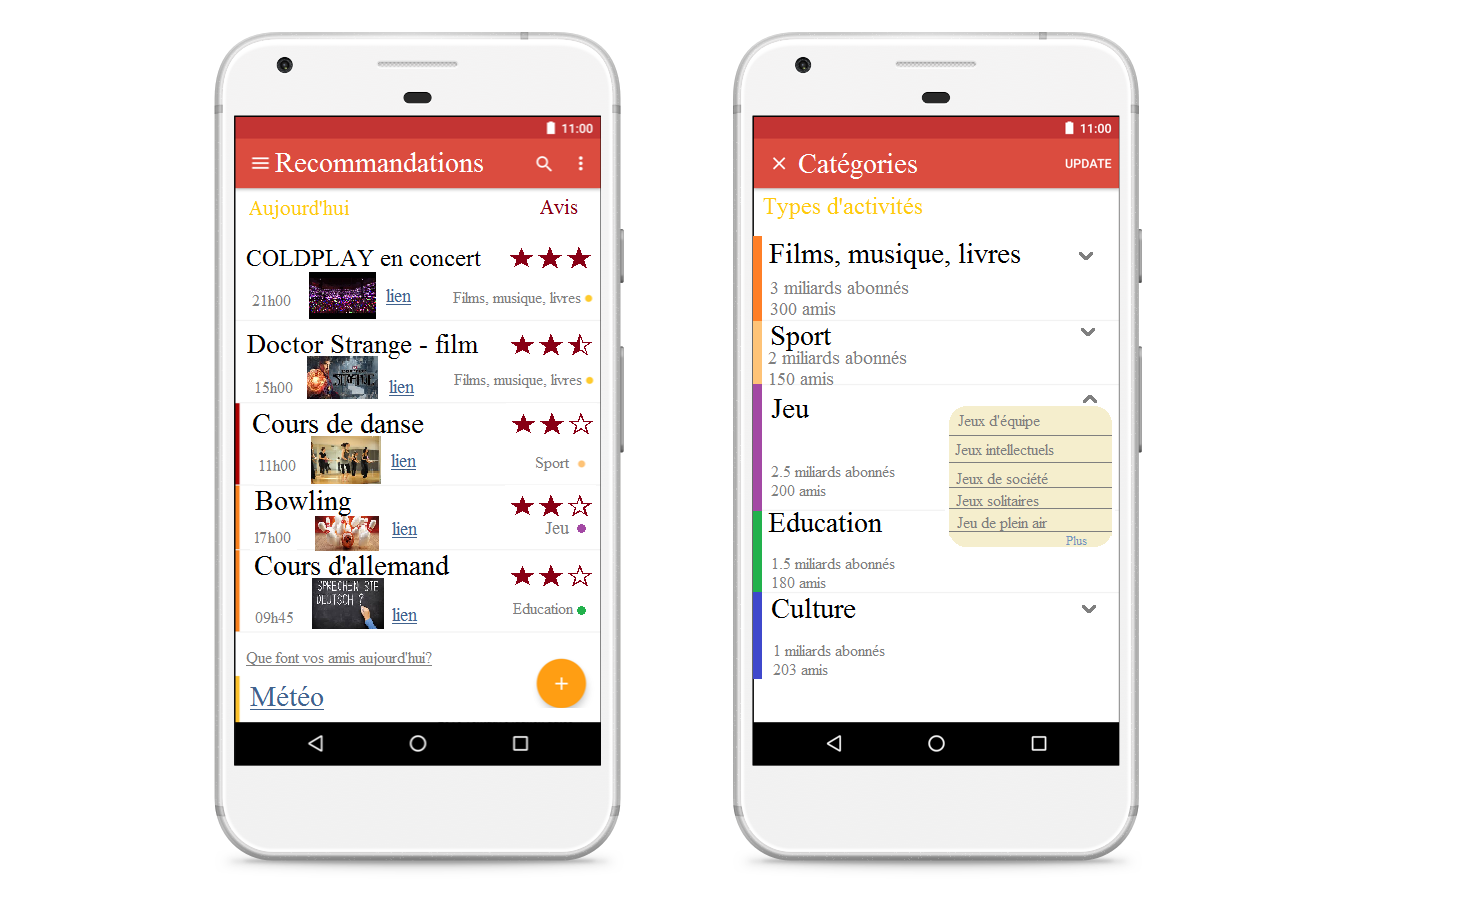 11:00
Recommandations
Aujourd'hui Avis
COLDPLAY en concert
21h00 lien Films, musique, livres
Doctor Strange - film
15h00 lien Films, musique, livres
Cours de danse
11h00 lien Sport
Bowling
17h00 lien Jeu
Cours d'allemand
SPRECHEN SIE
DEUTSCH ?
09h45 lien Education
Que font vos amis aujourd'hui?
Météo
11:00
Catégories UPDATE
Types d'activités
Films, musique, livres
3 miliards abonnés
300 amis
Sport
2 miliards abonnés
150 amis
Jeu
2.5 miliards abonnés
200 amis
Jeux d'équipe
Jeux intellectuels
Jeux de société
Jeux solitaires
Jeu de plein air
Plus
Education
1.5 miliards abonnés
180 amis
Culture
1 miliards abonnés
203 amis